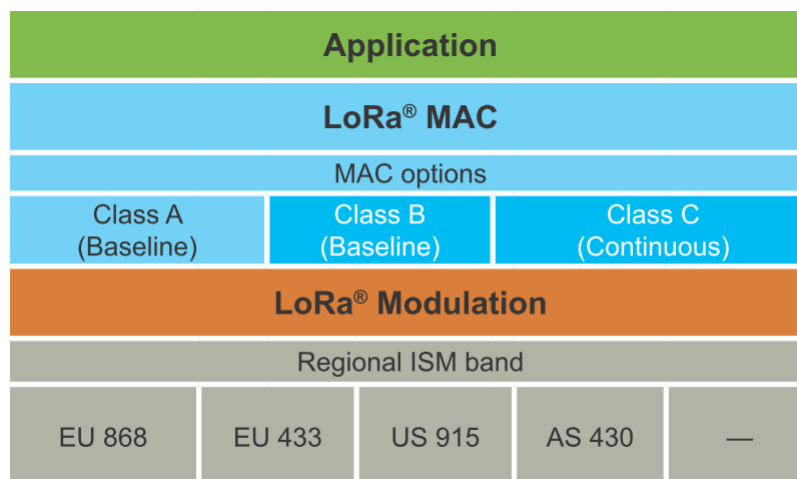 Application
LoRa® MAC
MAC options
Class A
(Baseline)
Class B
(Baseline)
Class C
(Continuous)
LoRa® Modulation
Regional ISM band
EU 868
EU 433
US 915
AS 430
—